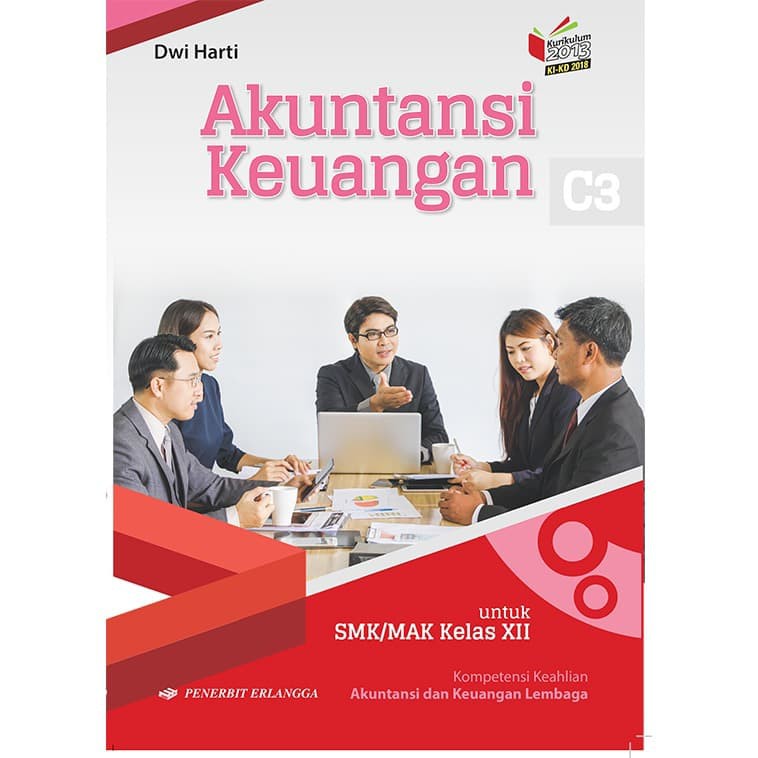 Dwi Harti
Kurikulum
2013
KI-KD 2018
Akuntansi
Keuangan
C3
untuk
SMK/MAK Kelas XII
Kompetensi Keahlian
Akuntansi dan Keuangan Lembaga
PENERBIT ERLANGGA